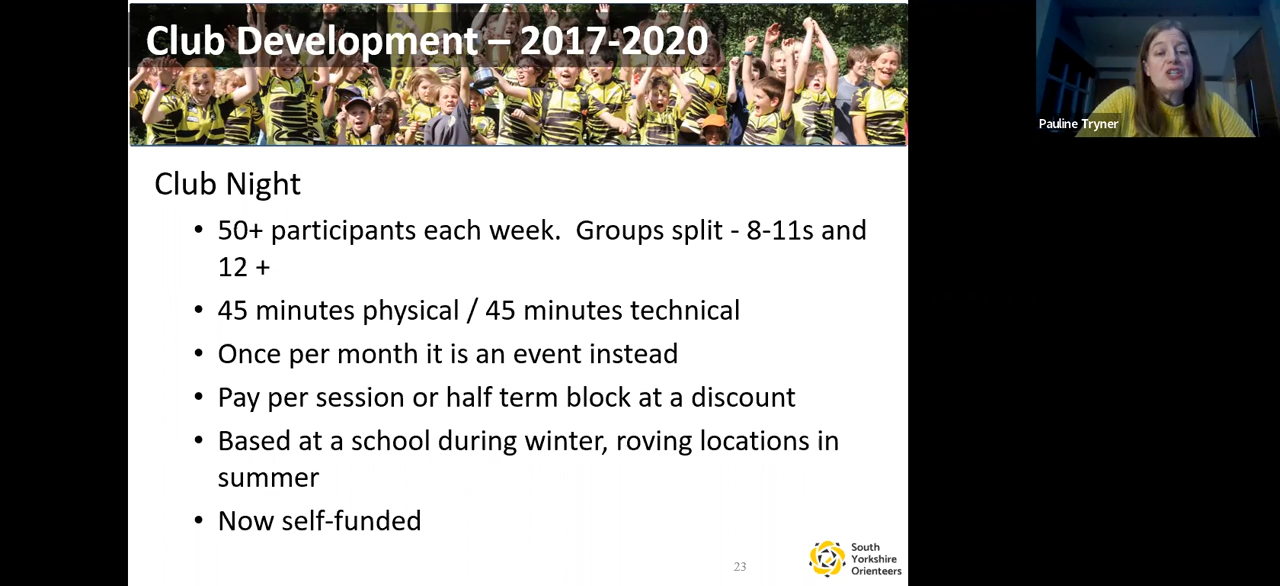 Club Development – 2017-2020
Pauline Tryner
Club Night
• 50+ participants each week.  Groups split - 8-11s and
12 +
• 45 minutes physical / 45 minutes technical
• Once per month it is an event instead
• Pay per session or half term block at a discount
• Based at a school during winter, roving locations in
summer
• Now self-funded
23
South
Yorkshire
Orienteers